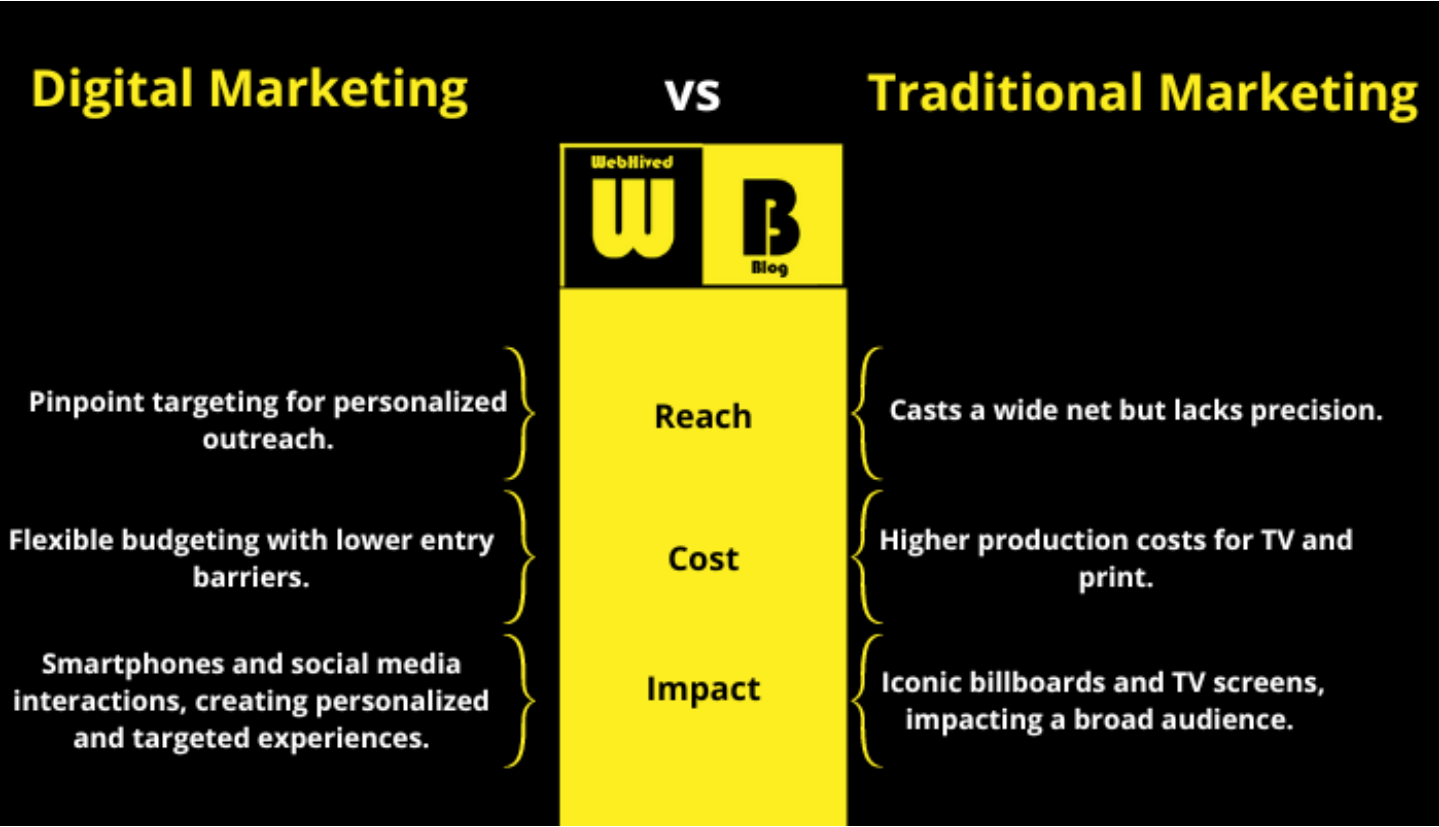 Digital Marketing
vs
Traditional Marketing
WebHived
W
B
Blog
Pinpoint targeting for personalized
outreach.
Reach
Casts a wide net but lacks precision.
Flexible budgeting with lower entry
barriers.
Cost
Higher production costs for TV and
print.
Smartphones and social media
interactions, creating personalized
and targeted experiences.
Impact
Iconic billboards and TV screens,
impacting a broad audience.